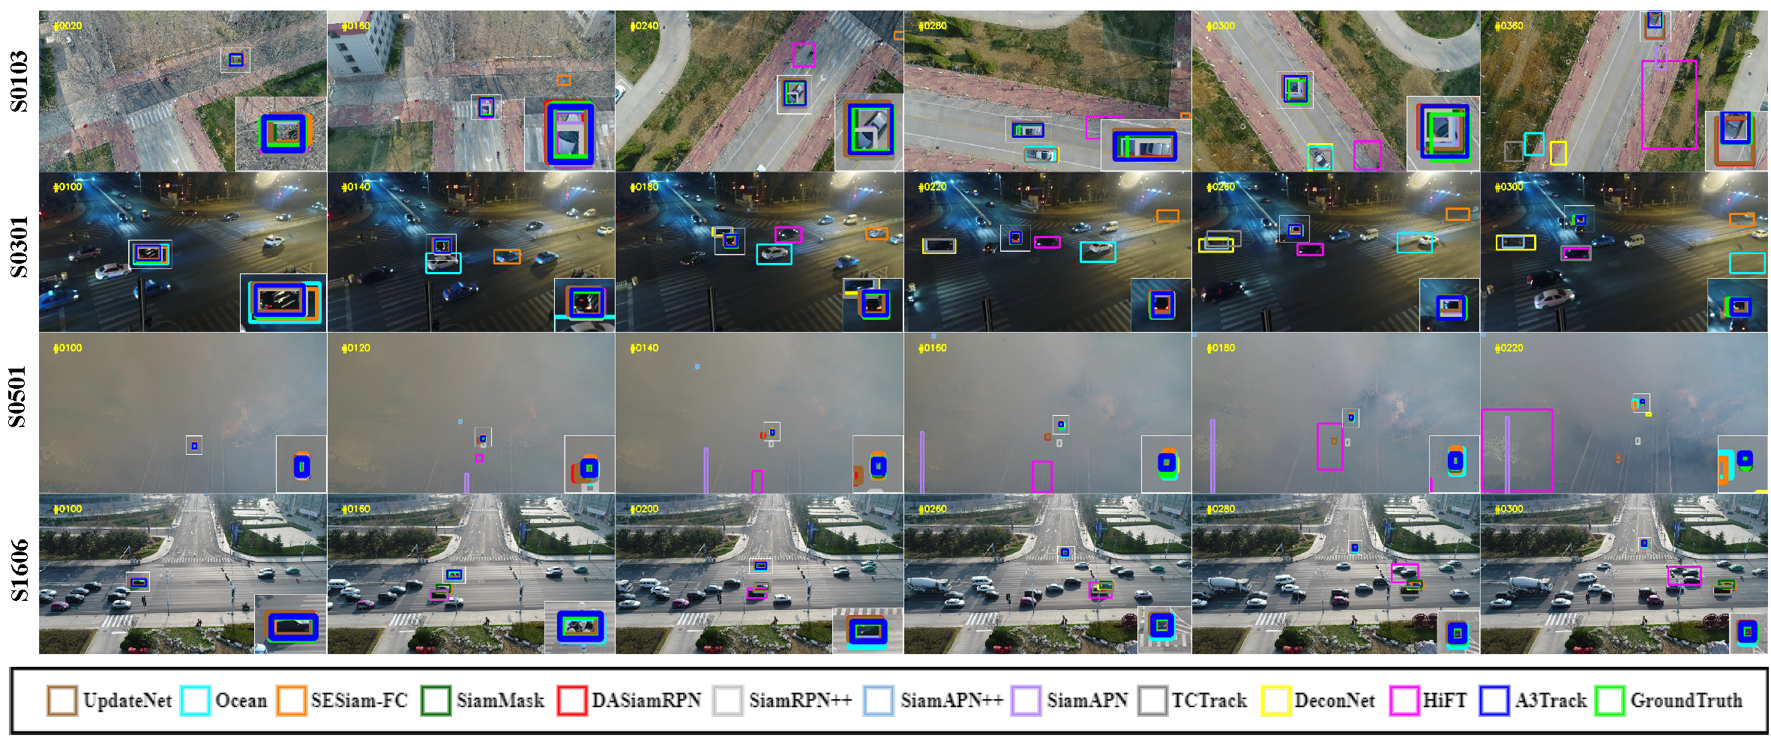 S0103
#0020 #0160 #0240 #0280 #0300 #0360
S0301
#0100 #0140 #0180 #0220 #0260 #0300
S0501
#0100 #0120 #0140 #0160 #0180 #0220
S1606
#0100 #0160 #0200 #0260 #0280 #0300
UpdateNet Ocean SESiam-FC SiamMask DASiamRPN SiamRPN++ SiamAPN++ SiamAPN TCTrack DeconNet HiFT A3Track GroundTruth